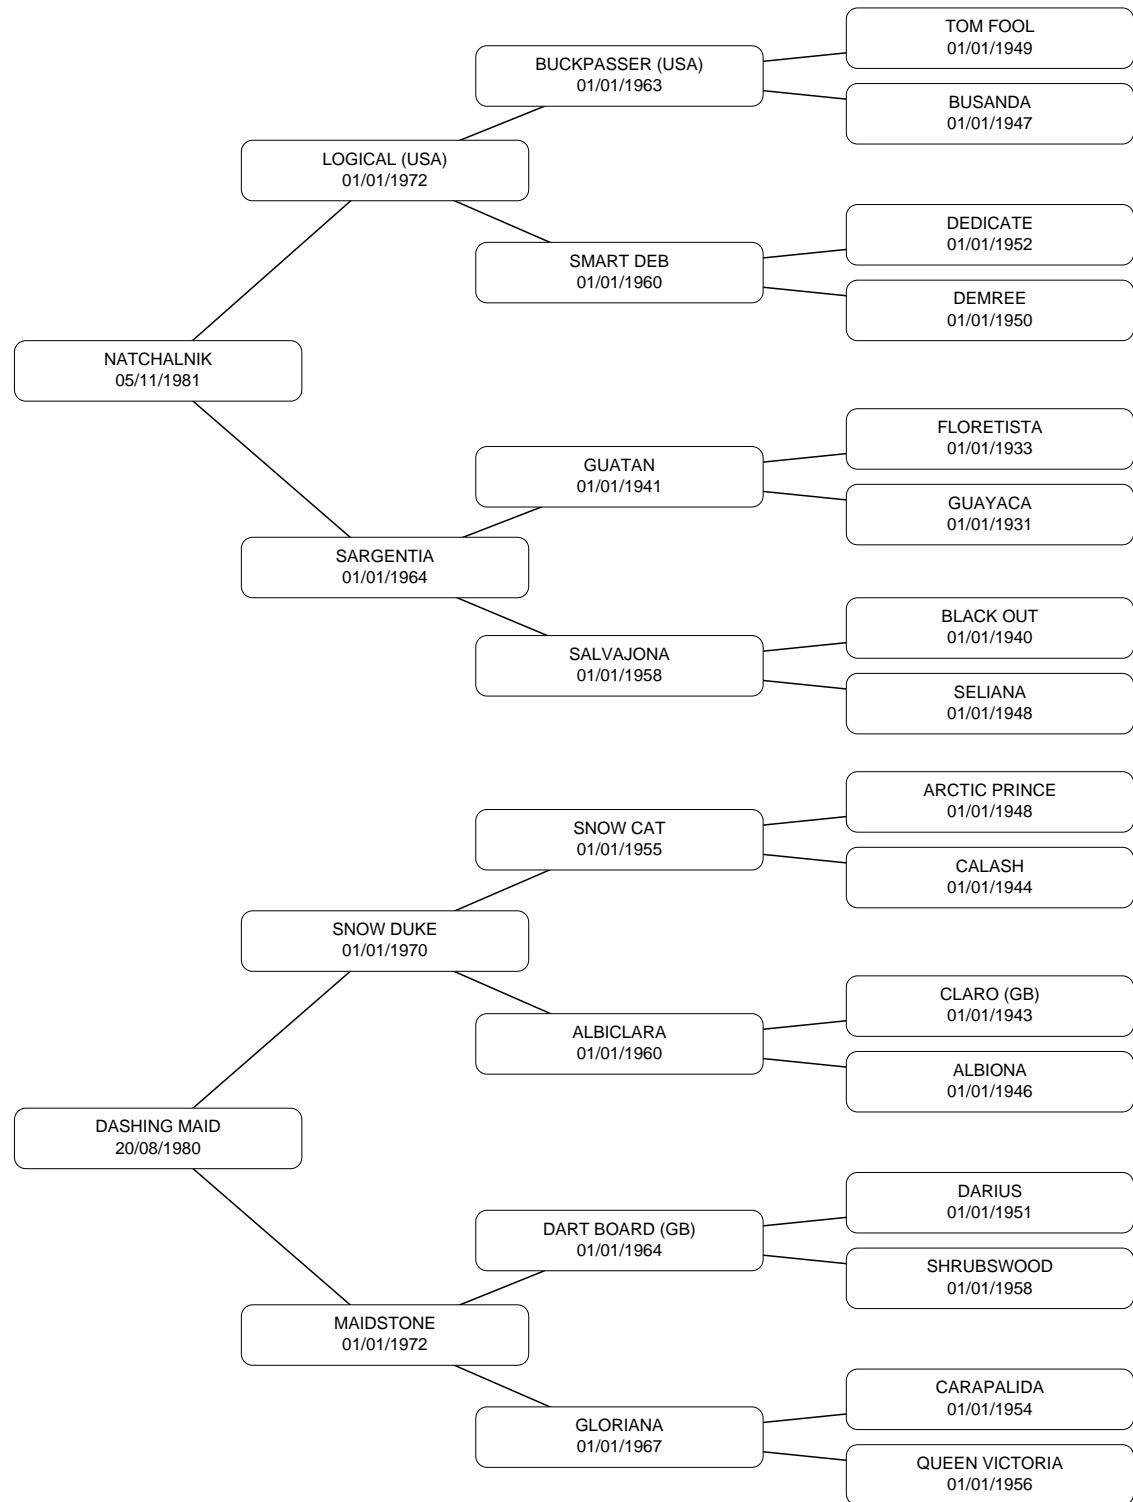 TOM FOOL
01/01/1949
BUCKPASSER (USA)
01/01/1963
BUSANDA
01/01/1947
LOGICAL (USA)
01/01/1972
DEDICATE
01/01/1952
SMART DEB
01/01/1960
DEMREE
01/01/1950
NATCHALNIK
05/11/1981
FLORETISTA
01/01/1933
GUATAN
01/01/1941
GUAYACA
01/01/1931
SARGENTIA
01/01/1964
BLACK OUT
01/01/1940
SALVAJONA
01/01/1958
SELIANA
01/01/1948
ARCTIC PRINCE
01/01/1948
SNOW CAT
01/01/1955
CALASH
01/01/1944
SNOW DUKE
01/01/1970
CLARO (GB)
01/01/1943
ALBICLARA
01/01/1960
ALBIONA
01/01/1946
DASHING MAID
20/08/1980
DARIUS
01/01/1951
DART BOARD (GB)
01/01/1964
SHRUBSWOOD
01/01/1958
MAIDSTONE
01/01/1972
CARAPALIDA
01/01/1954
GLORIANA
01/01/1967
QUEEN VICTORIA
01/01/1956